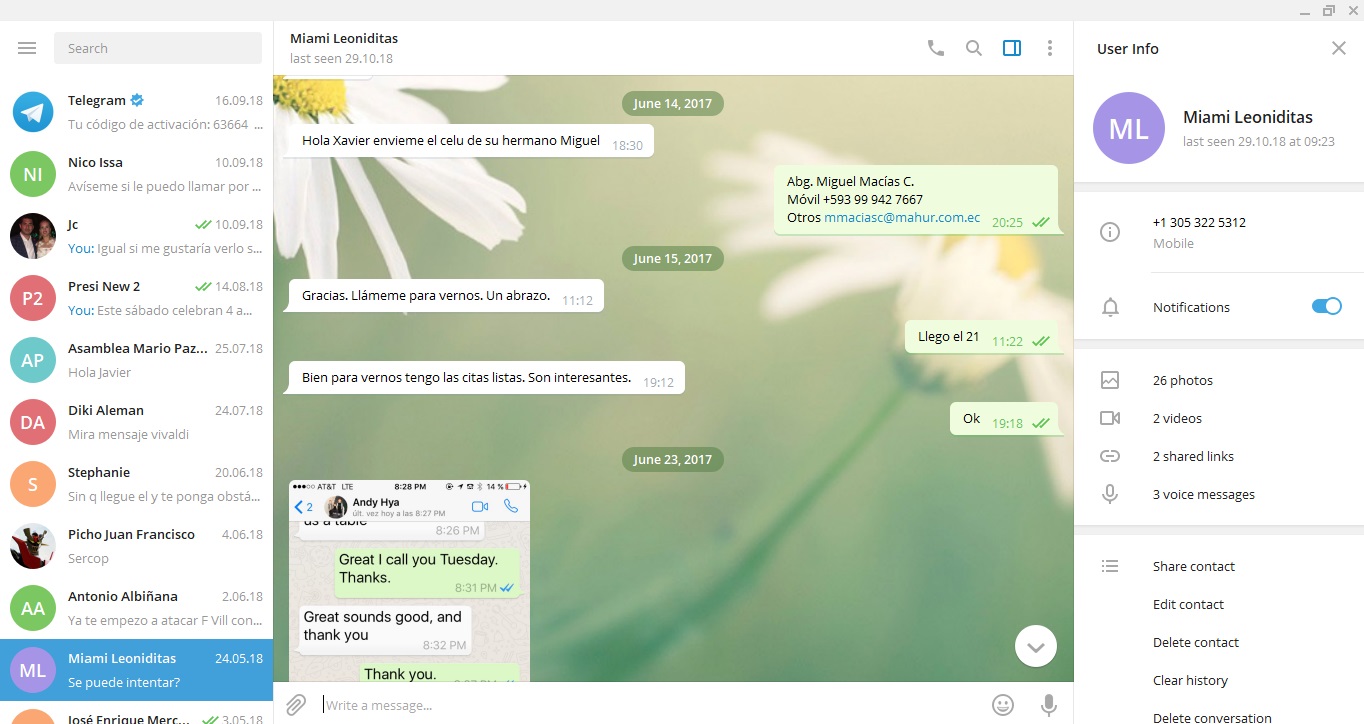 Search
Telegram 16.09.18
Tu código de activación: 63664 ...
NI
Nico Issa 10.09.18
Avíseme si le puedo llamar por ...
Jc 10.09.18
You: Igual si me gustaría verlo s...
P2
Presi New 2 14.08.18
You: Este sábado celebran 4 a...
AP
Asamblea Mario Paz... 25.07.18
Hola Javier
DA
Diki Aleman 24.07.18
Mira mensaje vivaldi
S
Stephanie 20.06.18
Sin q llegue el y te ponga obstá...
Picho Juan Francisco 4.06.18
Sercop
AA
Antonio Albiñana 2.06.18
Ya te empezo a atacar F Vill con...
ML
Miami Leoniditas 24.05.18
Se puede intentar?
José Enrique Merc... 3.05.18
Miami Leoniditas
last seen 29.10.18
June 14, 2017
Hola Xavier envieme el celu de su hermano Miguel 18:30
Abg. Miguel Macías C.
Móvil +593 99 942 7667
Otros mmaciasc@mahur.com.ec 20:25
June 15, 2017
Gracias. Llámeme para vernos. Un abrazo. 11:12
Llego el 21 11:22
Bien para vernos tengo las citas listas. Son interesantes. 19:12
Ok 19:18
June 23, 2017
AT&T LTE 8:28 PM 14 %
2 Andy Hya
últ. vez hoy a las 8:27 PM
us a table
8:26 PM
Great I call you Tuesday.
Thanks.
8:31 PM
Great sounds good, and
thank you
8:32 PM
Thank you.
Write a message...
User Info
ML
Miami Leoniditas
last seen 29.10.18 at 09:23
+1 305 322 5312
Mobile
Notifications
26 photos
2 videos
2 shared links
3 voice messages
Share contact
Edit contact
Delete contact
Clear history
Delete conversation